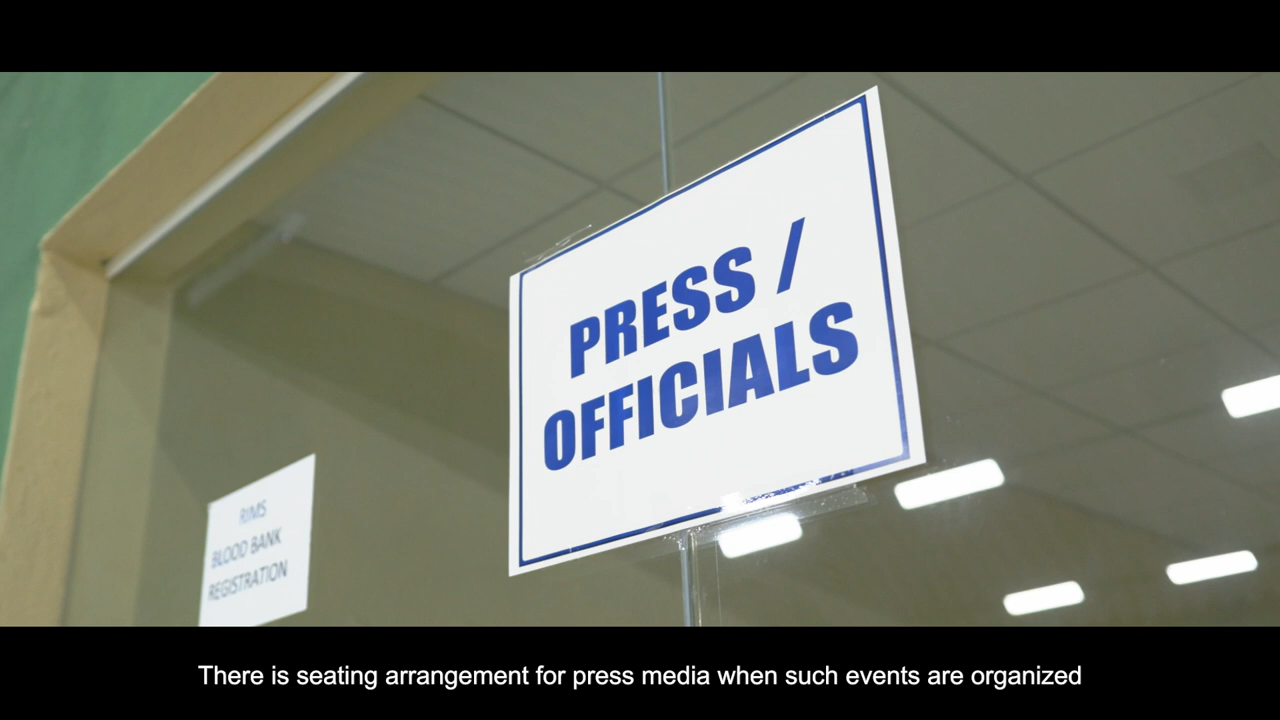 PRESS /
OFFICIALS
RIMS
BLOOD BANK
REGISTRATION
There is seating arrangement for press media when such events are organized